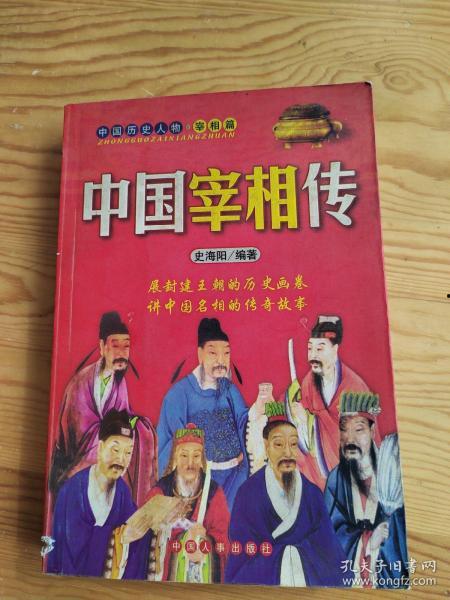 中国历史人物·宰相篇
ZHONGGUOZAIXIANGZHUAN
中国宰相传
史海阳/编著
展封建王朝的历史画卷
讲中国名相的传奇故事
中国人事出版社
孔夫子旧书网
www.kongfz.com